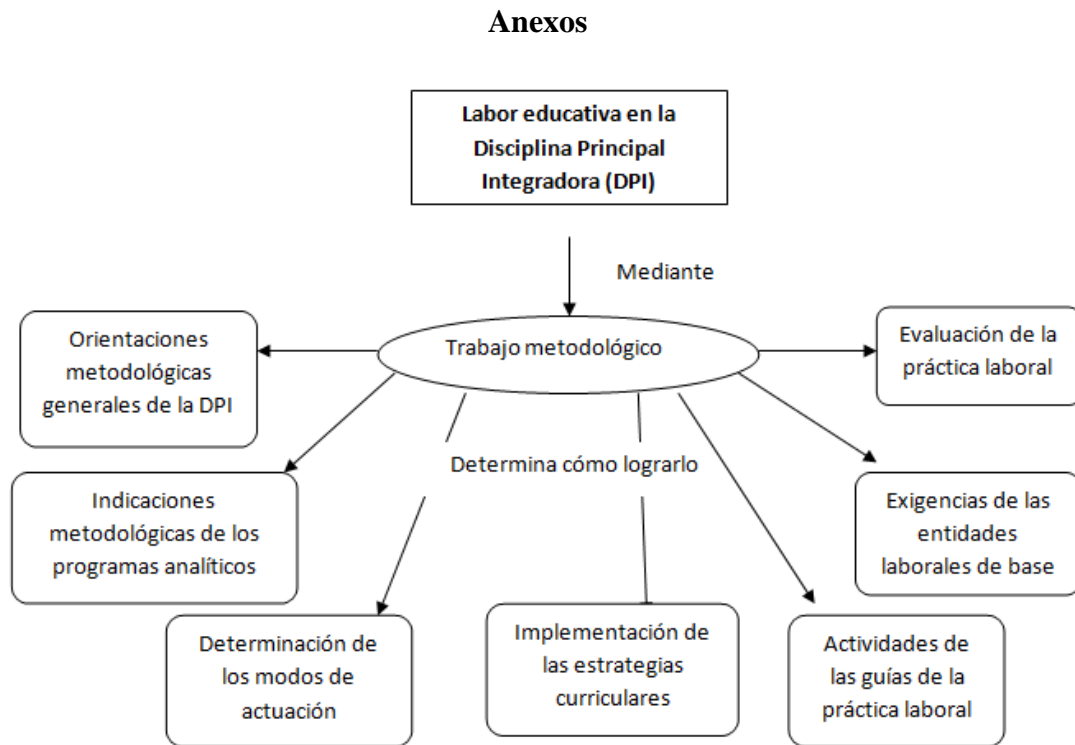 Anexos
Labor educativa en la
Disciplina Principal
Integradora (DPI)
Mediante
Trabajo metodológico
Orientaciones
metodológicas
generales de la DPI
Evaluación de la
práctica laboral
Determina cómo lograrlo
Indicaciones
metodológicas de los
programas analíticos
Exigencias de las
entidades
laborales de base
Determinación de
los modos de
actuación
Implementación de
las estrategias
curriculares
Actividades de
las guías de la
práctica laboral